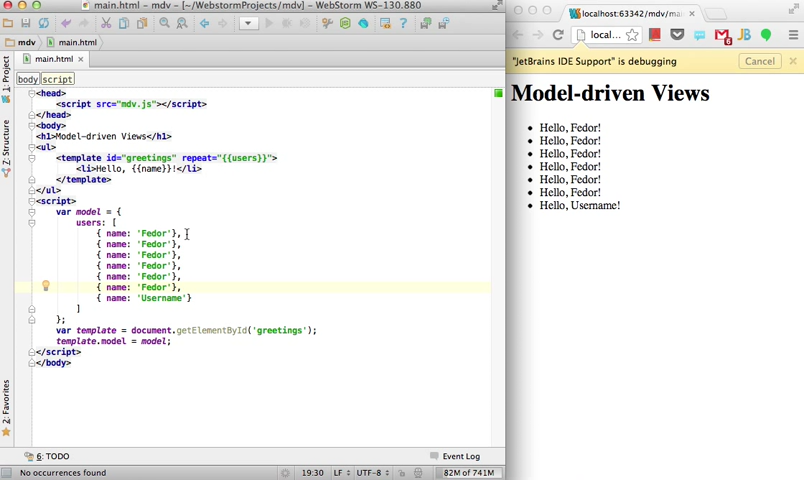 main.html - mdv - [~/WebstormProjects/mdv] - WebStorm WS-130.880
mdv
main.html
main.html
body
script
<head>
<script src="mdv.js"></script>
</head>
<body>
<h1>Model-driven Views</h1>
<ul>
<template id="greetings" repeat="{{users}}">
<li>Hello, {{name}}!</li>
</template>
</ul>
<script>
var model = {
users: [
{ name: 'Fedor'},
{ name: 'Fedor'},
{ name: 'Fedor'},
{ name: 'Fedor'},
{ name: 'Fedor'},
{ name: 'Fedor'},
{ name: 'Username'}
]
};
var template = document.getElementById('greetings');
template.model = model;
</script>
</body>
1: Project
Z: Structure
2: Favorites
6: TODO
Event Log
No occurrences found
19:30
LF
UTF-8
82M of 741M
localhost:63342/mdv/mai
local...
6
JB
"JetBrains IDE Support" is debugging
Cancel
Model-driven Views
Hello, Fedor!
Hello, Fedor!
Hello, Fedor!
Hello, Fedor!
Hello, Fedor!
Hello, Fedor!
Hello, Username!